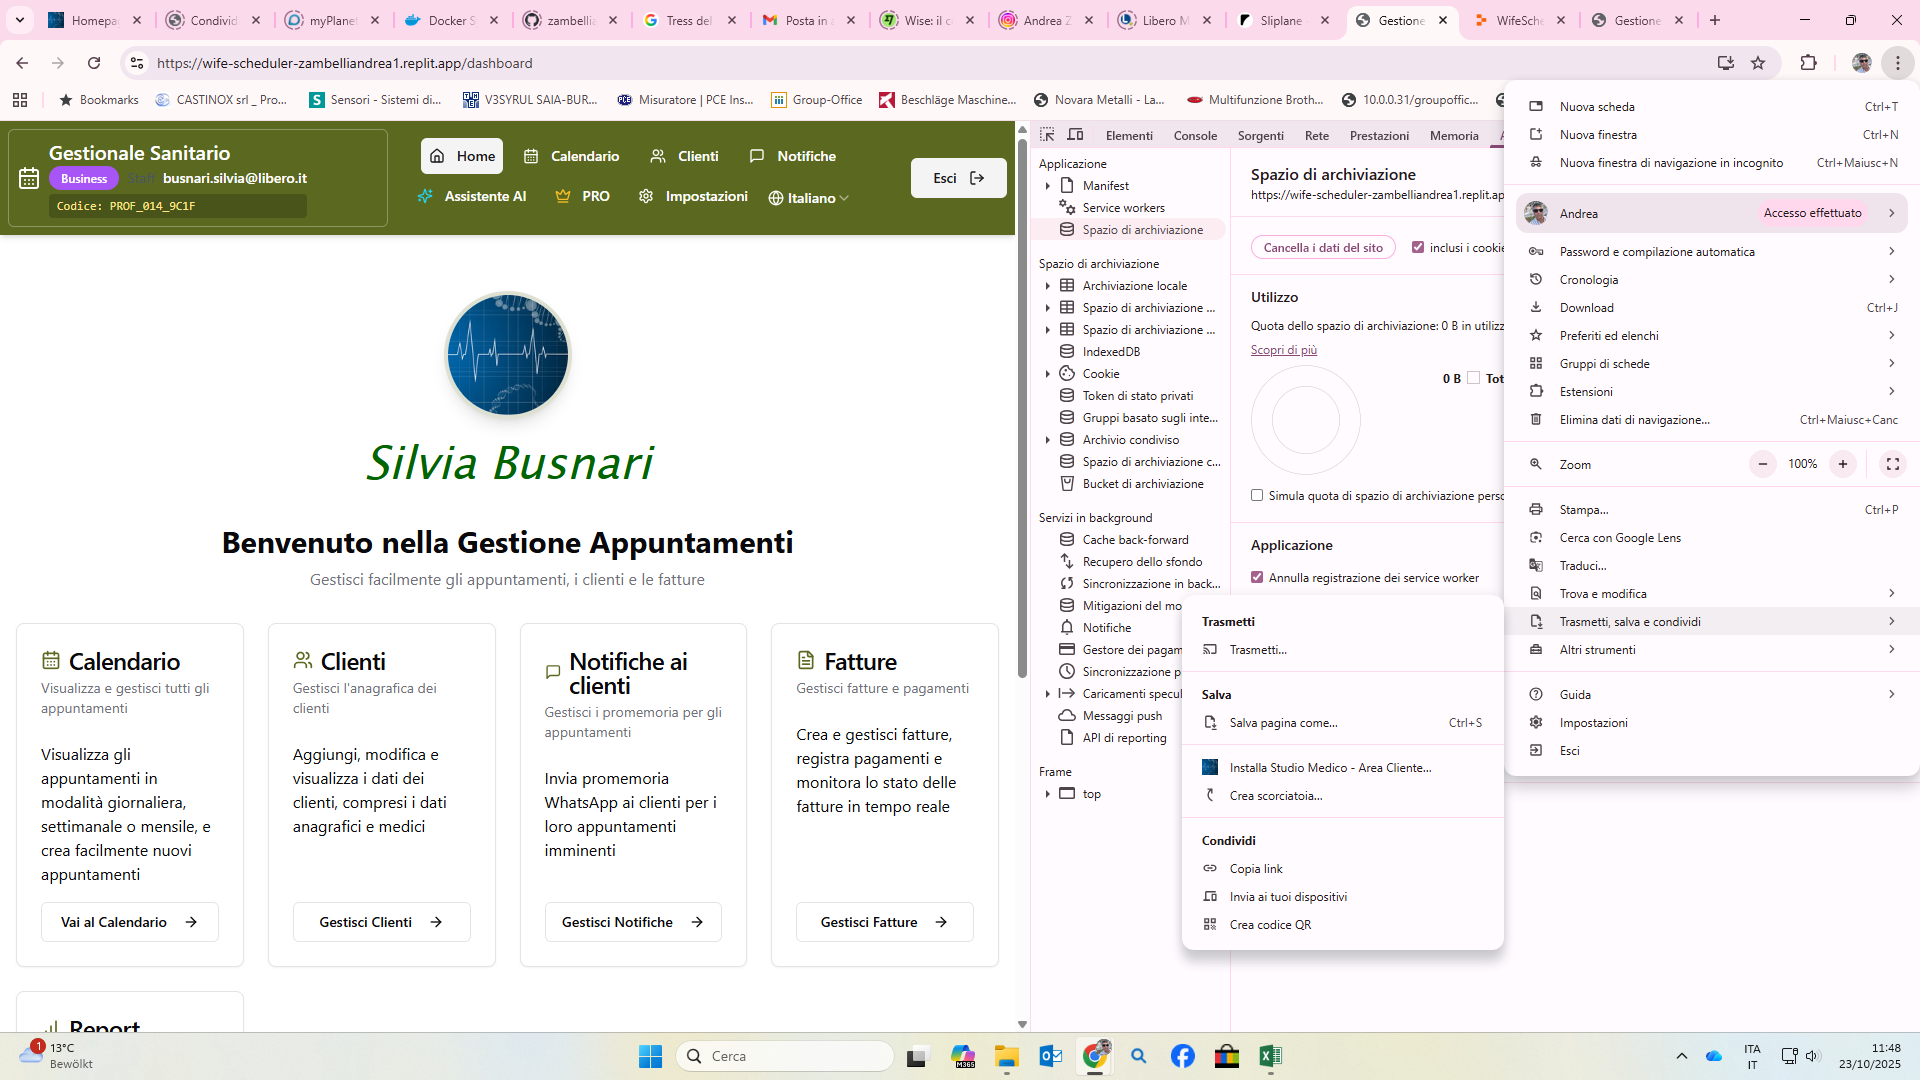 Homepag
Condivid
myPlanet
Docker S
zambellia
Tress del
Posta in a
Wise: il c
Andrea Z
Libero M
Sliplane -
Gestione
WifeSche
Gestione
https://wife-scheduler-zambelliandrea1.replit.app/dashboard
Bookmarks
CASTINOX srl _ Pro...
Sensori - Sistemi di...
V3SYRUL SAIA-BUR...
Misuratore | PCE Ins...
Group-Office
Beschläge Maschine...
Novara Metalli - La...
Multifunzione Broth...
10.0.0.31/groupoffic...
Gestionale Sanitario
Business Staff busnari.silvia@libero.it
Codice: PROF_014_9C1F
Home
Calendario
Clienti
Notifiche
Assistente AI
PRO
Impostazioni
Italiano
Esci
Silvia Busnari
Benvenuto nella Gestione Appuntamenti
Gestisci facilmente gli appuntamenti, i clienti e le fatture
Calendario
Visualizza e gestisci tutti gli
appuntamenti
Visualizza gli
appuntamenti in
modalità giornaliera,
settimanale o mensile, e
crea facilmente nuovi
appuntamenti
Vai al Calendario
Clienti
Gestisci l'anagrafica dei
clienti
Aggiungi, modifica e
visualizza i dati dei
clienti, compresi i dati
anagrafici e medici
Gestisci Clienti
Notifiche ai
clienti
Gestisci i promemoria per gli
appuntamenti
Invia promemoria
WhatsApp ai clienti per i
loro appuntamenti
imminenti
Gestisci Notifiche
Fatture
Gestisci fatture e pagamenti
Crea e gestisci fatture,
registra pagamenti e
monitora lo stato delle
fatture in tempo reale
Gestisci Fatture
Report
Elementi
Console
Sorgenti
Rete
Prestazioni
Memoria
Applicazione
Manifest
Service workers
Spazio di archiviazione
Spazio di archiviazione
Archiviazione locale
Spazio di archiviazione ...
Spazio di archiviazione ...
IndexedDB
Cookie
Token di stato privati
Gruppi basato sugli inte...
Archivio condiviso
Spazio di archiviazione c...
Bucket di archiviazione
Servizi in background
Cache back-forward
Recupero dello sfondo
Sincronizzazione in back...
Mitigazioni del mo
Notifiche
Gestore dei pagam
Sincronizzazione p
Caricamenti specul
Messaggi push
API di reporting
Frame
top
Spazio di archiviazione
https://wife-scheduler-zambelliandrea1.replit.ap
Cancella i dati del sito
inclusi i cookie
Utilizzo
Quota dello spazio di archiviazione: 0 B in utilizz
Scopri di più
0 B
Tot
Simula quota di spazio di archiviazione perso
Applicazione
Annulla registrazione dei service worker
Trasmetti
Trasmetti...
Salva
Salva pagina come... Ctrl+S
Installa Studio Medico - Area Cliente...
Crea scorciatoia...
Condividi
Copia link
Invia ai tuoi dispositivi
Crea codice QR
Nuova scheda Ctrl+T
Nuova finestra Ctrl+N
Nuova finestra di navigazione in incognito Ctrl+Maiusc+N
Andrea Accesso effettuato
Password e compilazione automatica
Cronologia
Download Ctrl+J
Preferiti ed elenchi
Gruppi di schede
Estensioni
Elimina dati di navigazione... Ctrl+Maiusc+Canc
Zoom − 100% +
Stampa... Ctrl+P
Cerca con Google Lens
Traduci...
Trova e modifica
Trasmetti, salva e condividi
Altri strumenti
Guida
Impostazioni
Esci
1
13°C
Bewölkt
Cerca
M365
ITA
IT
11:48
23/10/2025